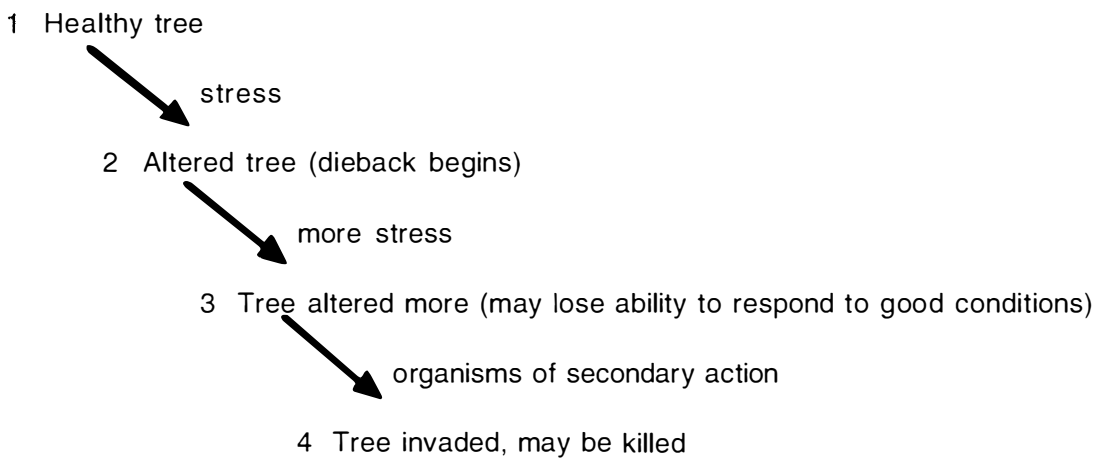 1 Healthy tree
stress
2 Altered tree (dieback begins)
more stress
3 Tree altered more (may lose ability to respond to good conditions)
organisms of secondary action
4 Tree invaded, may be killed